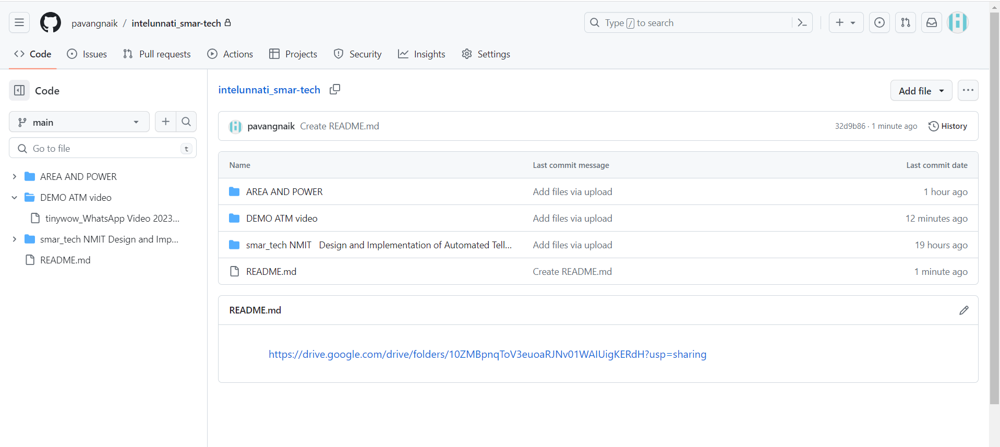 pavangnaik / intelunnati_smar-tech
Type / to search
Code
Issues
Pull requests
Actions
Projects
Security
Insights
Settings
Code
main
Go to file
t
AREA AND POWER
DEMO ATM video
tinywow_WhatsApp Video 2023...
smar_tech NMIT Design and Imp...
README.md
intelunnati_smar-tech
Add file
pavangnaik Create README.md
32d9b86 · 1 minute ago
History
Name Last commit message Last commit date
AREA AND POWER Add files via upload 1 hour ago
DEMO ATM video Add files via upload 12 minutes ago
smar_tech NMIT Design and Implementation of Automated Tell... Add files via upload 19 hours ago
README.md Create README.md 1 minute ago
README.md
https://drive.google.com/drive/folders/10ZMBpnqToV3euoaRJNv01WAIUigKERdH?usp=sharing